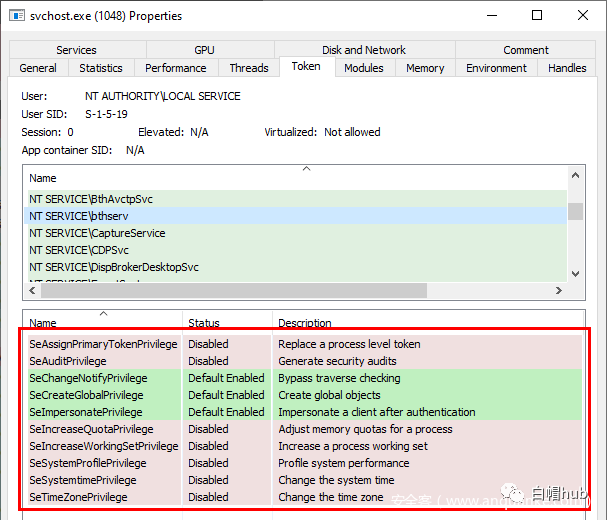 svchost.exe (1048) Properties
Services GPU Disk and Network Comment
General Statistics Performance Threads Token Modules Memory Environment Handles
User: NT AUTHORITY\LOCAL SERVICE
User SID: S-1-5-19
Session: 0 Elevated: N/A Virtualized: Not allowed
App container SID: N/A
Name
NT SERVICE\BthAvctpSvc
NT SERVICE\bthserv
NT SERVICE\CaptureService
NT SERVICE\CDPSvc
NT SERVICE\DispBrokerDesktopSvc
Name Status Description
SeAssignPrimaryTokenPrivilege Disabled Replace a process level token
SeAuditPrivilege Disabled Generate security audits
SeChangeNotifyPrivilege Default Enabled Bypass traverse checking
SeCreateGlobalPrivilege Default Enabled Create global objects
SeImpersonatePrivilege Default Enabled Impersonate a client after authentication
SeIncreaseQuotaPrivilege Disabled Adjust memory quotas for a process
SeIncreaseWorkingSetPrivilege Disabled Increase a process working set
SeSystemProfilePrivilege Disabled Profile system performance
SeSystemtimePrivilege Disabled Change the system time
SeTimeZonePrivilege Disabled Change the time zone
安全客
白帽hub